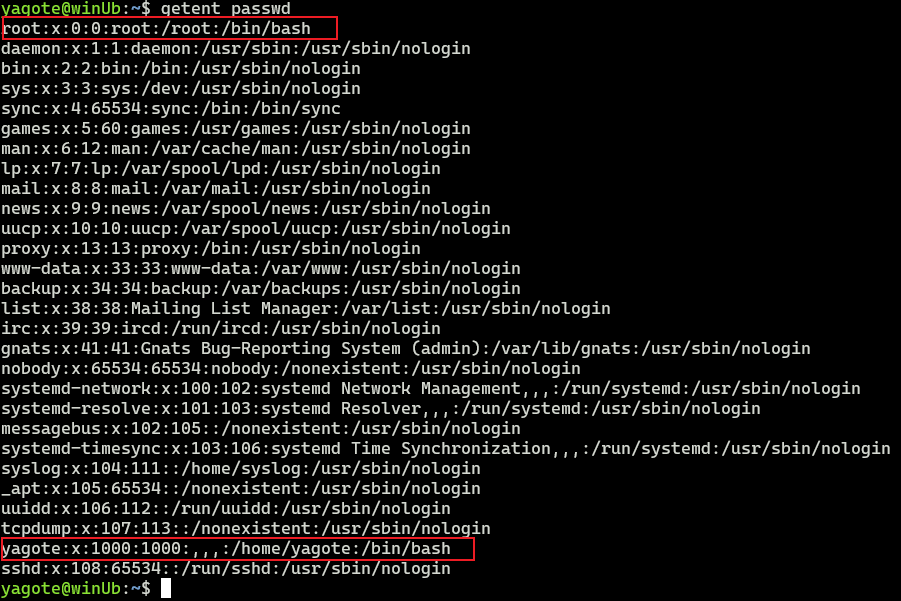 yagote@winUb:~$ getent passwd
root:x:0:0:root:/root:/bin/bash
daemon:x:1:1:daemon:/usr/sbin:/usr/sbin/nologin
bin:x:2:2:bin:/bin:/usr/sbin/nologin
sys:x:3:3:sys:/dev:/usr/sbin/nologin
sync:x:4:65534:sync:/bin:/bin/sync
games:x:5:60:games:/usr/games:/usr/sbin/nologin
man:x:6:12:man:/var/cache/man:/usr/sbin/nologin
lp:x:7:7:lp:/var/spool/lpd:/usr/sbin/nologin
mail:x:8:8:mail:/var/mail:/usr/sbin/nologin
news:x:9:9:news:/var/spool/news:/usr/sbin/nologin
uucp:x:10:10:uucp:/var/spool/uucp:/usr/sbin/nologin
proxy:x:13:13:proxy:/bin:/usr/sbin/nologin
www-data:x:33:33:www-data:/var/www:/usr/sbin/nologin
backup:x:34:34:backup:/var/backups:/usr/sbin/nologin
list:x:38:38:Mailing List Manager:/var/list:/usr/sbin/nologin
irc:x:39:39:ircd:/run/ircd:/usr/sbin/nologin
gnats:x:41:41:Gnats Bug-Reporting System (admin):/var/lib/gnats:/usr/sbin/nologin
nobody:x:65534:65534:nobody:/nonexistent:/usr/sbin/nologin
systemd-network:x:100:102:systemd Network Management,,,:/run/systemd:/usr/sbin/nologin
systemd-resolve:x:101:103:systemd Resolver,,,:/run/systemd:/usr/sbin/nologin
messagebus:x:102:105::/nonexistent:/usr/sbin/nologin
systemd-timesync:x:103:106:systemd Time Synchronization,,,:/run/systemd:/usr/sbin/nologin
syslog:x:104:111::/home/syslog:/usr/sbin/nologin
_apt:x:105:65534::/nonexistent:/usr/sbin/nologin
uuidd:x:106:112::/run/uuidd:/usr/sbin/nologin
tcpdump:x:107:113::/nonexistent:/usr/sbin/nologin
yagote:x:1000:1000:,,,:/home/yagote:/bin/bash
sshd:x:108:65534::/run/sshd:/usr/sbin/nologin
yagote@winUb:~$